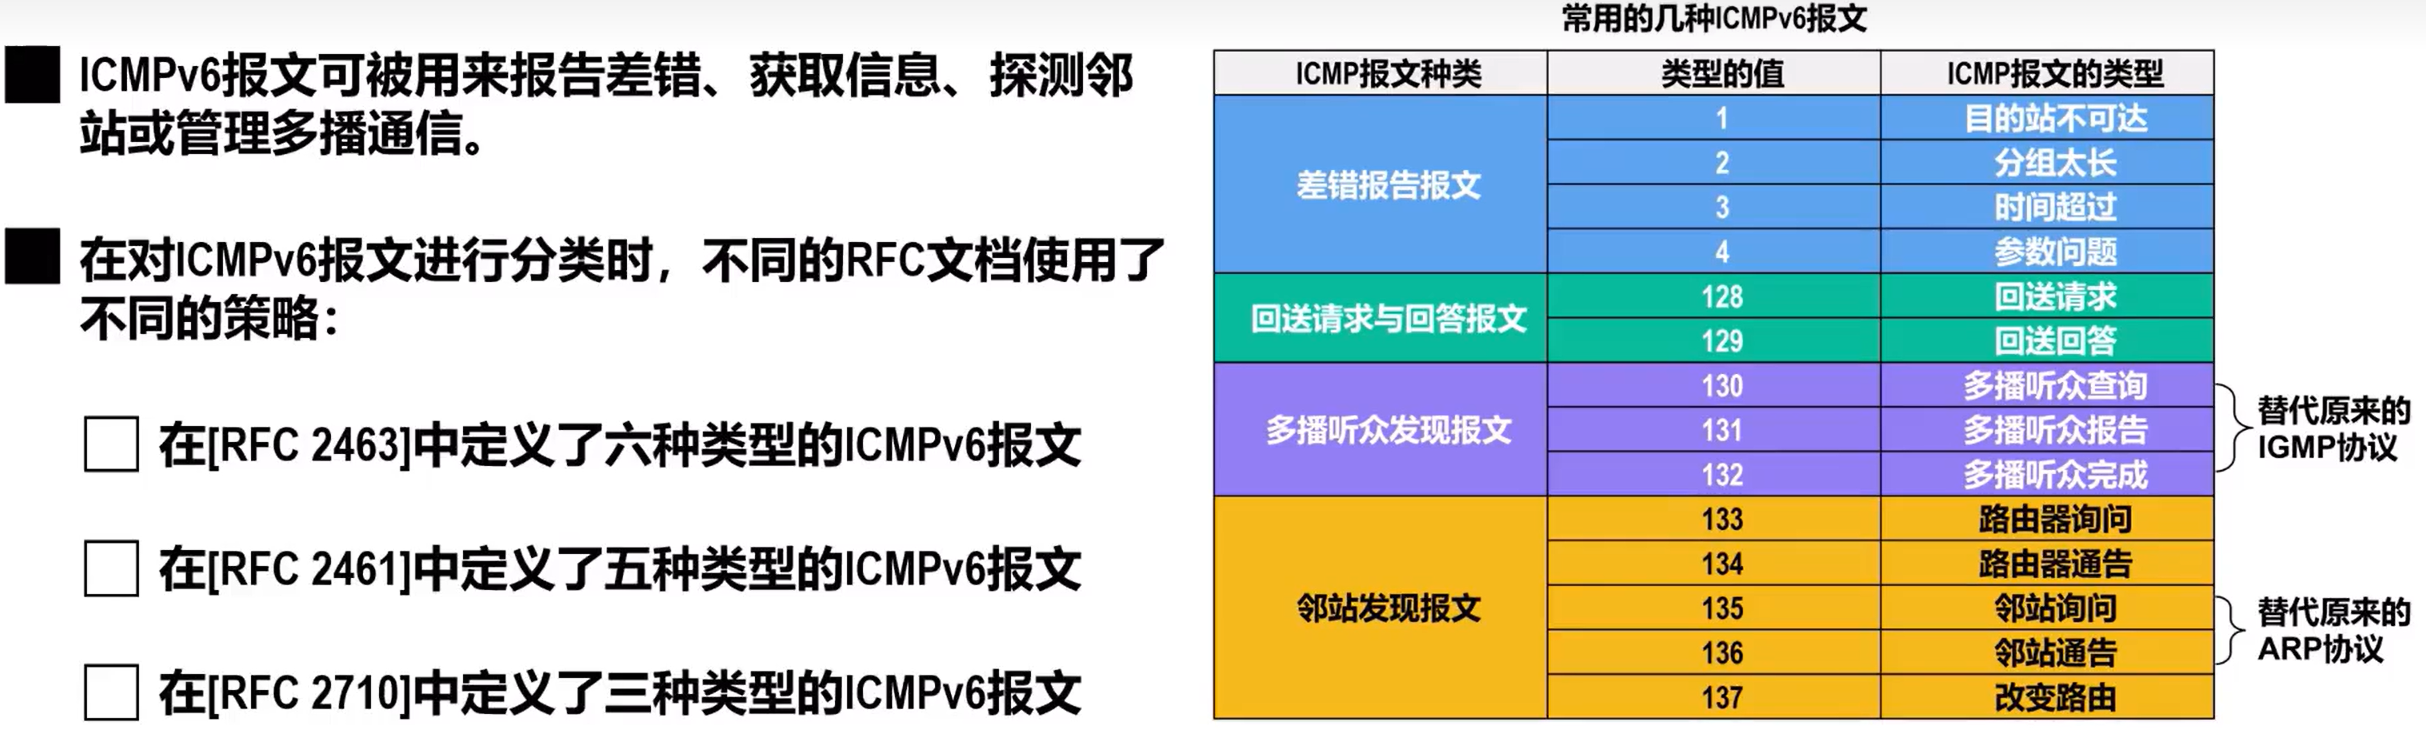 ICMPv6报文可被用来报告差错、获取信息、探测邻
站或管理多播通信。
在对ICMPv6报文进行分类时，不同的RFC文档使用了
不同的策略：
在[RFC 2463]中定义了六种类型的ICMPv6报文
在[RFC 2461]中定义了五种类型的ICMPv6报文
在[RFC 2710]中定义了三种类型的ICMPv6报文
常用的几种ICMPv6报文
ICMP报文种类 类型的值 ICMP报文的类型
差错报告报文
1 目的站不可达
2 分组太长
3 时间超过
4 参数问题
回送请求与回答报文
128 回送请求
129 回送回答
多播听众发现报文
130 多播听众查询
131 多播听众报告
132 多播听众完成
替代原来的
IGMP协议
邻站发现报文
133 路由器询问
134 路由器通告
135 邻站询问
136 邻站通告
137 改变路由
替代原来的
ARP协议